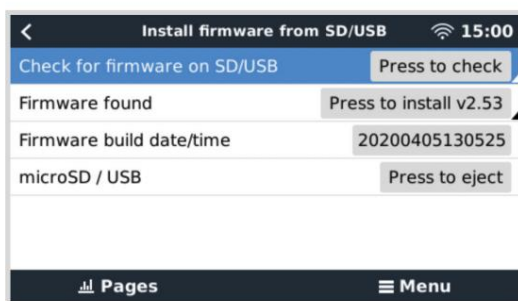 Install firmware from SD/USB 15:00
Check for firmware on SD/USB Press to check
Firmware found Press to install v2.53
Firmware build date/time 20200405130525
microSD / USB Press to eject
Pages Menu